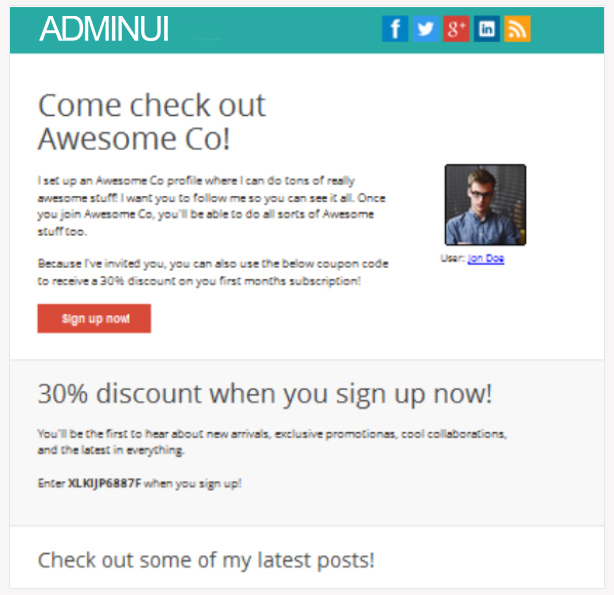 ADMINUI
Come check out
Awesome Co!
I set up an Awesome Co profile where I can do tons of really
awesome stuff! I want you to follow me so you can see it all. Once
you join Awesome Co, you'll be able to do all sorts of Awesome
stuff too.
Because I've invited you, you can also use the below coupon code
to receive a 30% discount on you first months subscription!
User: Jon Doe
Sign up now!
30% discount when you sign up now!
You'll be the first to hear about new arrivals, exclusive promotionas, cool collaborations,
and the latest in everything.
Enter XLKIJP6887F when you sign up!
Check out some of my latest posts!